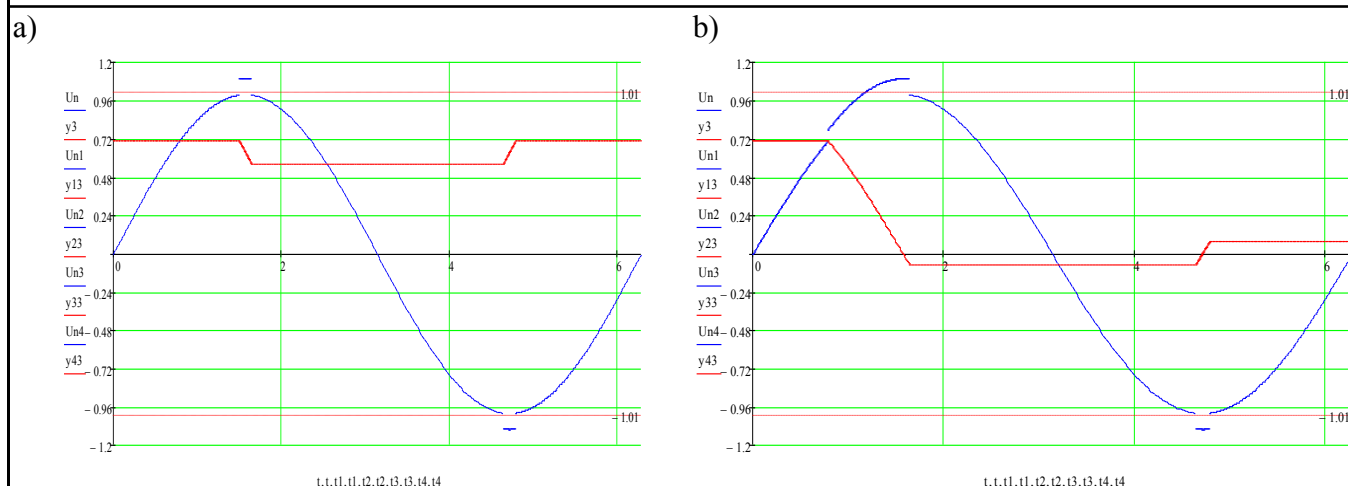 a)
1.2
Un
0.96
1.01
y3
0.72
Un1
y13
0.48
Un2
0.24
y23
0
2
4
6
Un3
− 0.24
y33
Un4
− 0.48
y43
− 0.72
− 0.96
− 1.01
− 1.2
t, t, t1, t1, t2, t2, t3, t3, t4, t4
b)
1.2
Un
0.96
1.01
y3
0.72
Un1
y13
0.48
Un2
0.24
y23
0
2
4
6
Un3
− 0.24
y33
Un4
− 0.48
y43
− 0.72
− 0.96
− 1.01
− 1.2
t, t, t1, t1, t2, t2, t3, t3, t4, t4